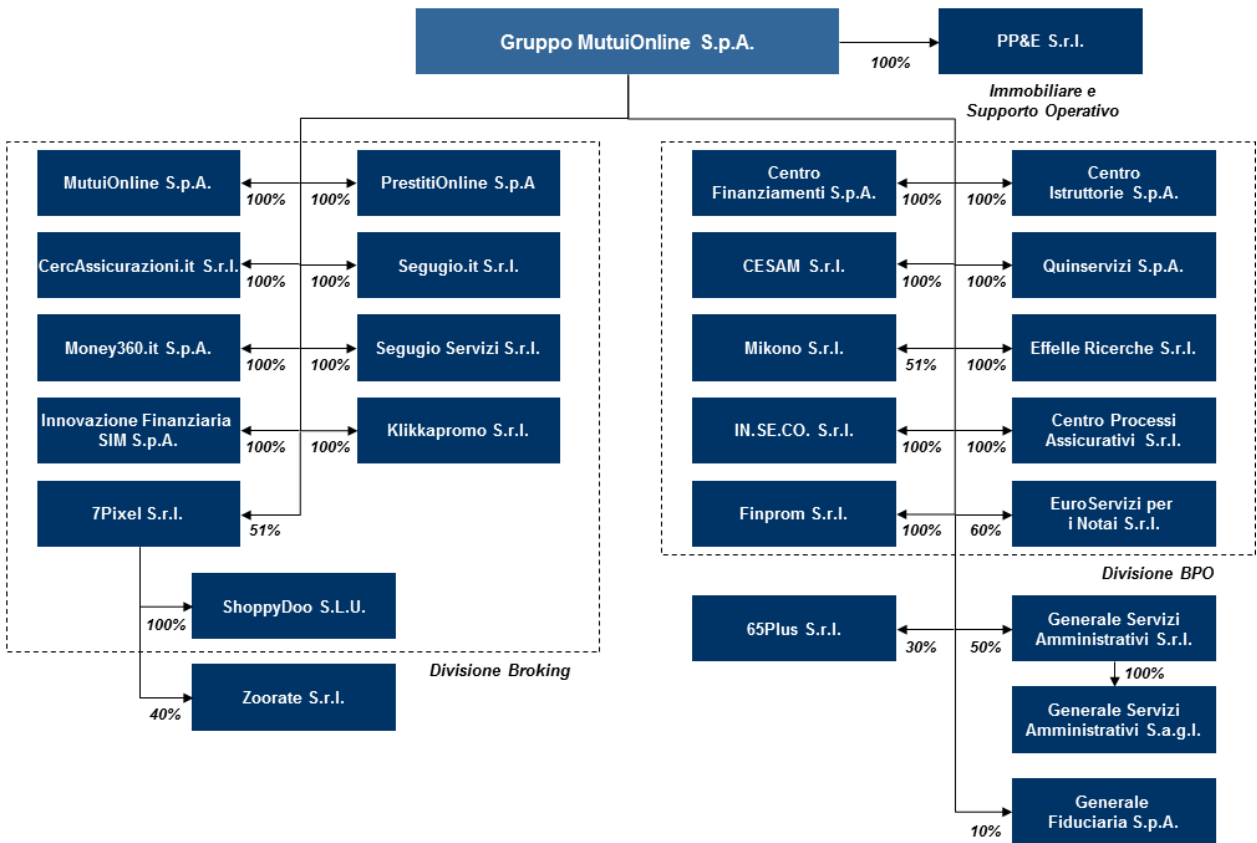 Gruppo MutuiOnline S.p.A.
PP&E S.r.l.
100%
Immobiliare e
Supporto Operativo
MutuiOnline S.p.A.
PrestitiOnline S.p.A
100%
100%
CercAssicurazioni.it S.r.l.
Segugio.it S.r.l.
100%
100%
Money360.it S.p.A.
Segugio Servizi S.r.l.
100%
100%
Innovazione Finanziaria
SIM S.p.A.
Klikkapromo S.r.l.
100%
100%
7Pixel S.r.l.
51%
ShoppyDoo S.L.U.
100%
Divisione Broking
Zoorate S.r.l.
40%
Centro
Finanziamenti S.p.A.
Centro
Istruttorie S.p.A.
100%
100%
CESAM S.r.l.
Quinservizi S.p.A.
100%
100%
Mikono S.r.l.
Effelle Ricerche S.r.l.
51%
100%
IN.SE.CO. S.r.l.
Centro Processi
Assicurativi S.r.l.
100%
100%
Finprom S.r.l.
EuroServizi per
i Notai S.r.l.
100%
60%
Divisione BPO
65Plus S.r.l.
Generale Servizi
Amministrativi S.r.l.
30%
50%
100%
Generale Servizi
Amministrativi S.a.g.l.
Generale
Fiduciaria S.p.A.
10%